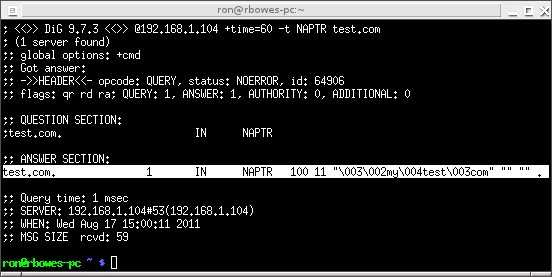 ron@rbowes-pc:~
; <<>> DiG 9.7.3 <<>> @192.168.1.104 +time=60 -t NAPTR test.com
; (1 server found)
;; global options: +cmd
;; Got answer:
;; ->>HEADER<<- opcode: QUERY, status: NOERROR, id: 64906
;; flags: qr rd ra; QUERY: 1, ANSWER: 1, AUTHORITY: 0, ADDITIONAL: 0
;; QUESTION SECTION:
;test.com. IN NAPTR
;; ANSWER SECTION:
test.com. 1 IN NAPTR 100 11 "\003\002my\004test\003com" "" "" .
;; Query time: 1 msec
;; SERVER: 192.168.1.104#53(192.168.1.104)
;; WHEN: Wed Aug 17 15:00:11 2011
;; MSG SIZE rcvd: 59
ron@rbowes-pc ~ $